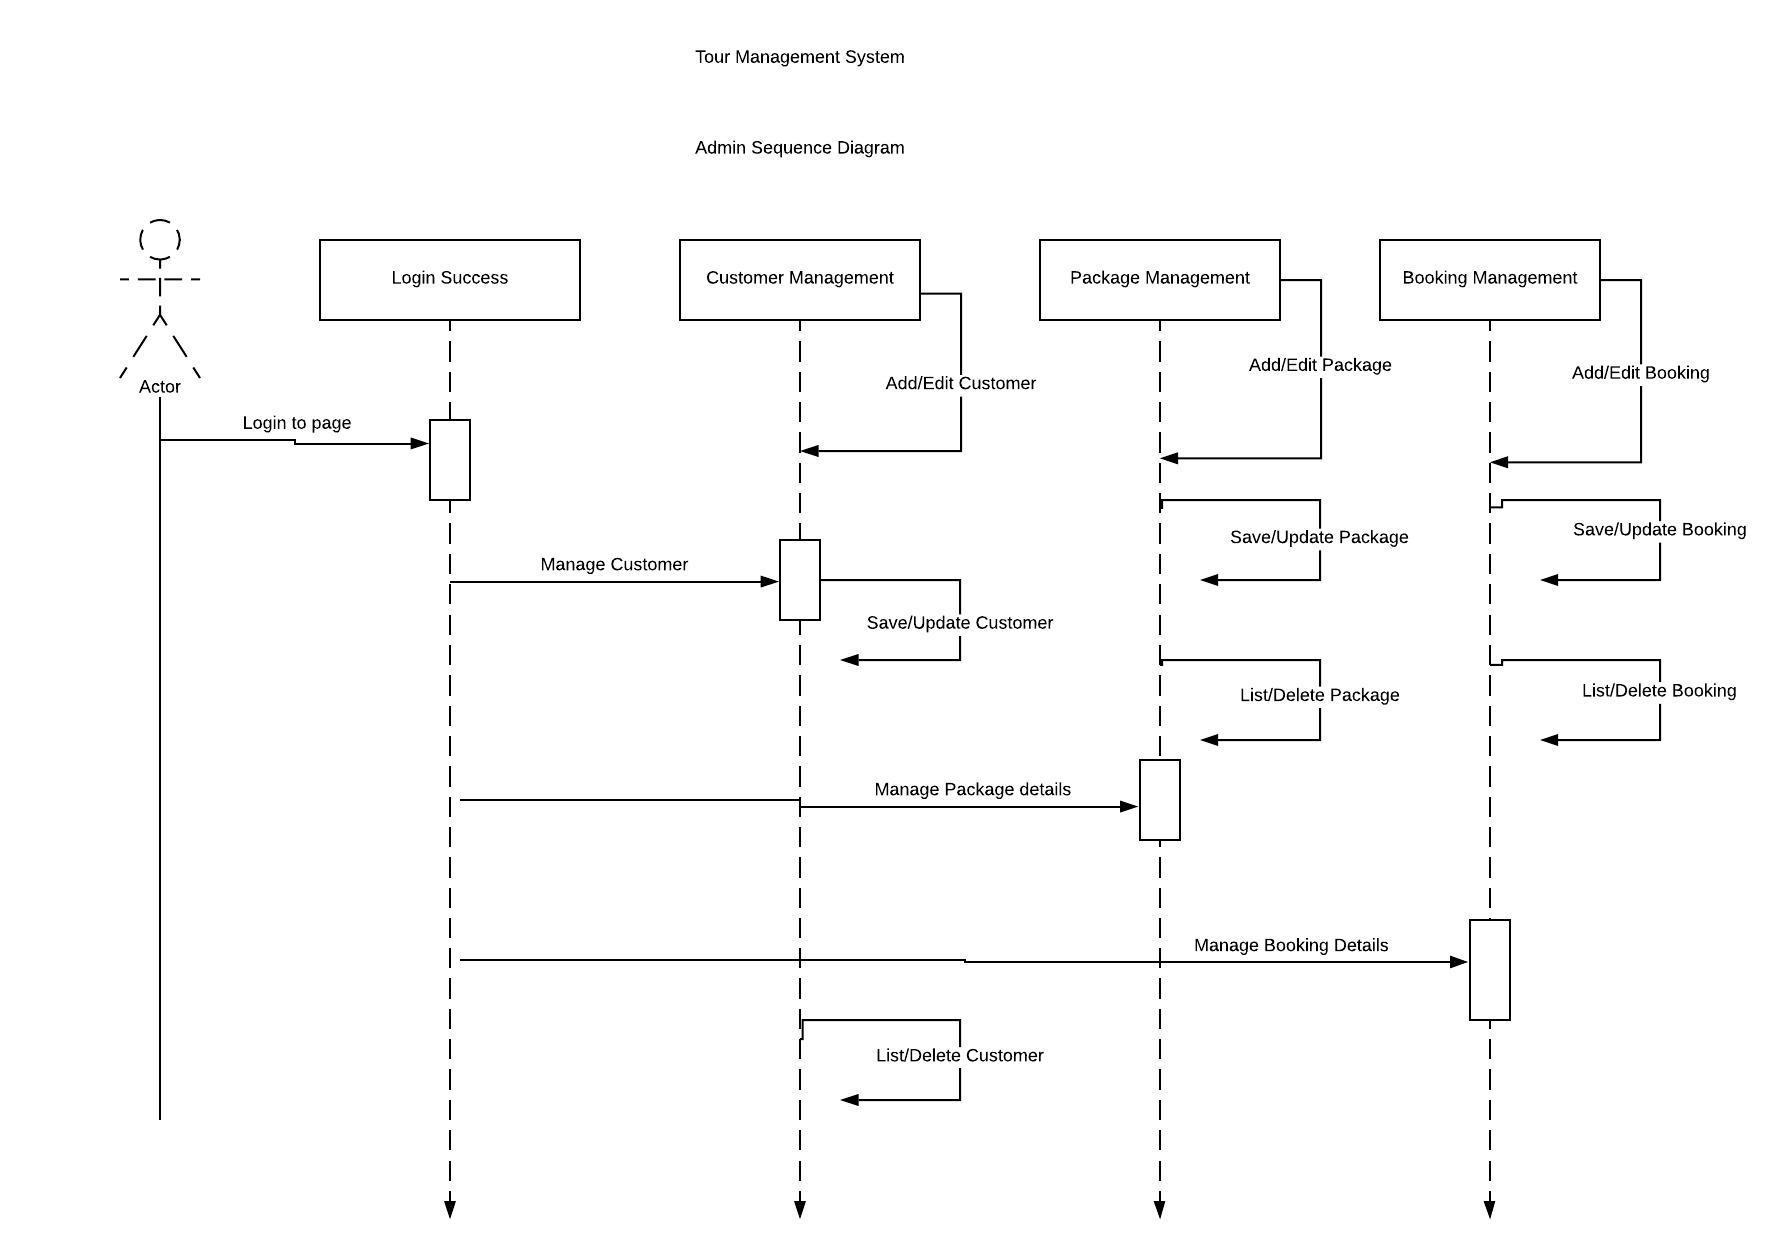 Tour Management System
Admin Sequence Diagram
Login Success
Customer Management
Package Management
Booking Management
Add/Edit Package
Add/Edit Booking
Add/Edit Customer
Actor
Login to page
Save/Update Booking
Save/Update Package
Manage Customer
Save/Update Customer
List/Delete Booking
List/Delete Package
Manage Package details
Manage Booking Details
List/Delete Customer